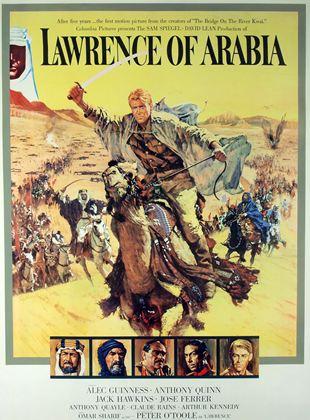 After five years ... the first motion picture from the creators of "The Bridge On The River Kwai."
Columbia Pictures presents The SAM SPIEGEL · DAVID LEAN Production of
LAWRENCE OF ARABIA
ALEC GUINNESS · ANTHONY QUINN
JACK HAWKINS · JOSE FERRER
ANTHONY QUAYLE · CLAUDE RAINS · ARTHUR KENNEDY
OMAR SHARIF PETER O'TOOLE AS 'LAWRENCE'